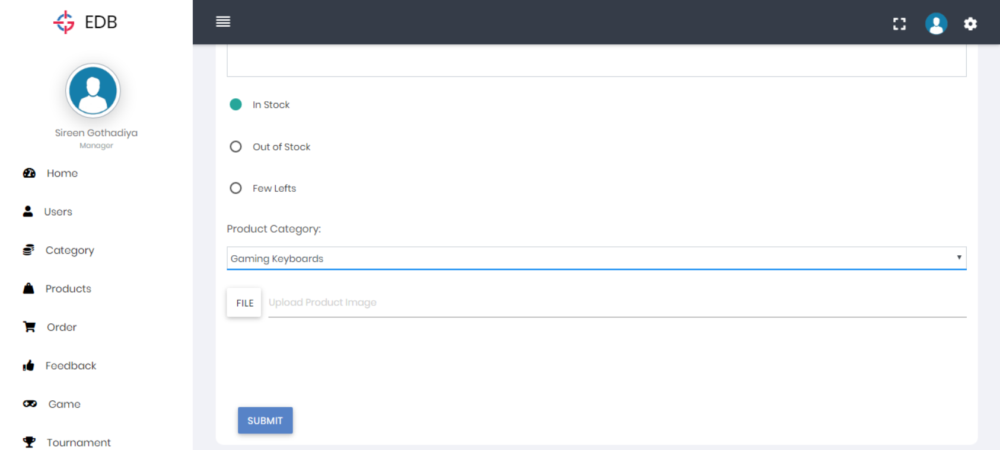 EDB
Sireen Gothadiya
Manager
Home
Users
Category
Products
Order
Feedback
Game
Tournament
In Stock
Out of Stock
Few Lefts
Product Category:
Gaming Keyboards
FILE Upload Product Image
SUBMIT